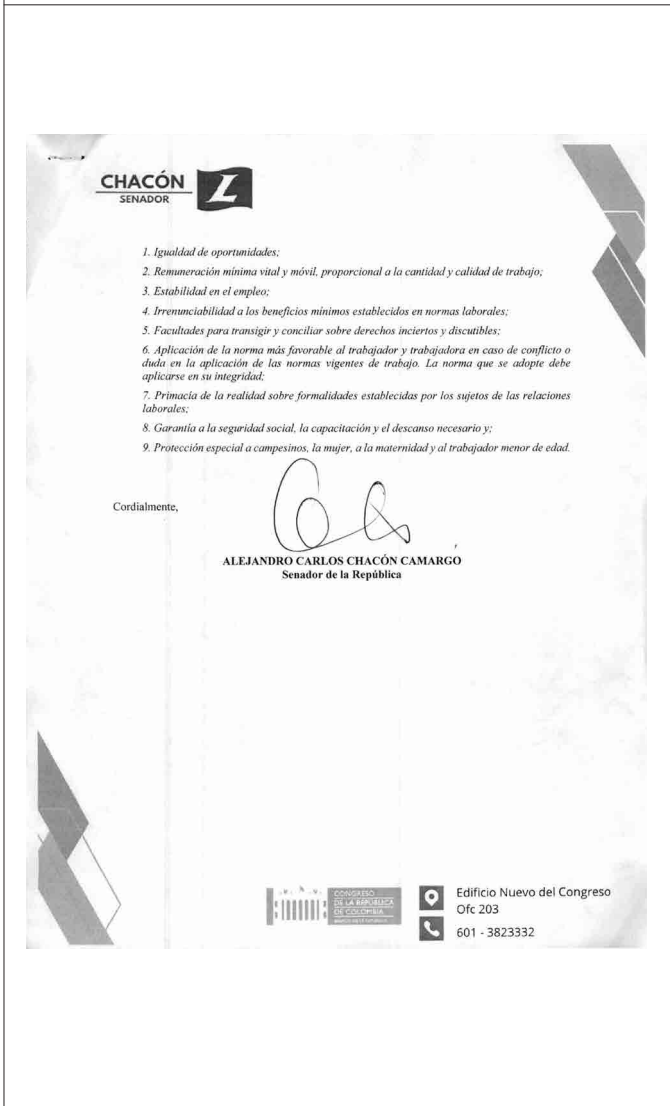 CHACÓN
SENADOR
L
1. Igualdad de oportunidades;
2. Remuneración mínima vital y móvil, proporcional a la cantidad y calidad de trabajo;
3. Estabilidad en el empleo;
4. Irrenunciabilidad a los beneficios mínimos establecidos en normas laborales;
5. Facultades para transigir y conciliar sobre derechos inciertos y discutibles;
6. Aplicación de la norma más favorable al trabajador y trabajadora en caso de conflicto o
duda en la aplicación de las normas vigentes de trabajo. La norma que se adopte debe
aplicarse en su integridad;
7. Primacía de la realidad sobre formalidades establecidas por los sujetos de las relaciones
laborales;
8. Garantía a la seguridad social, la capacitación y el descanso necesario y;
9. Protección especial a campesinos, la mujer, a la maternidad y al trabajador menor de edad.
Cordialmente,
ALEJANDRO CARLOS CHACÓN CAMARGO
Senador de la República
CONGRESO
DE LA REPÚBLICA
DE COLOMBIA
Edificio Nuevo del Congreso
Ofc 203
601 - 3823332